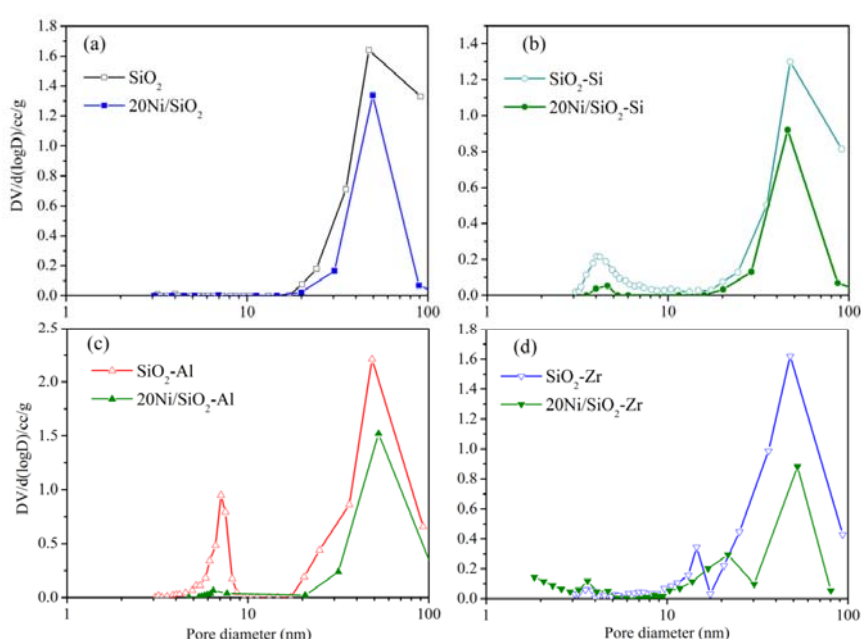 (a)
SiO2
20Ni/SiO2
DV/d(logD)/cc/g
1.8
1.6
1.4
1.2
1.0
0.8
0.6
0.4
0.2
0.0
1
10
100
(b)
SiO2-Si
20Ni/SiO2-Si
1.4
1.2
1.0
0.8
0.6
0.4
0.2
0.0
1
10
100
(c)
SiO2-Al
20Ni/SiO2-Al
DV/d(logD)/cc/g
2.5
2.0
1.5
1.0
0.5
0.0
1
10
100
Pore diameter (nm)
(d)
SiO2-Zr
20Ni/SiO2-Zr
1.8
1.6
1.4
1.2
1.0
0.8
0.6
0.4
0.2
0.0
1
10
100
Pore diameter (nm)